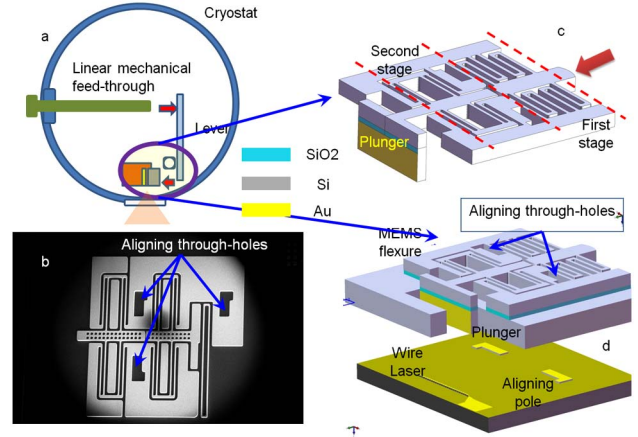 a
Cryostat
Linear mechanical
feed-through
Lever
SiO2
Si
Au
c
Second
stage
Plunger
First
stage
b
Aligning through-holes
Aligning through-holes
MEMS
flexure
Plunger
d
Wire
Laser
Aligning
pole